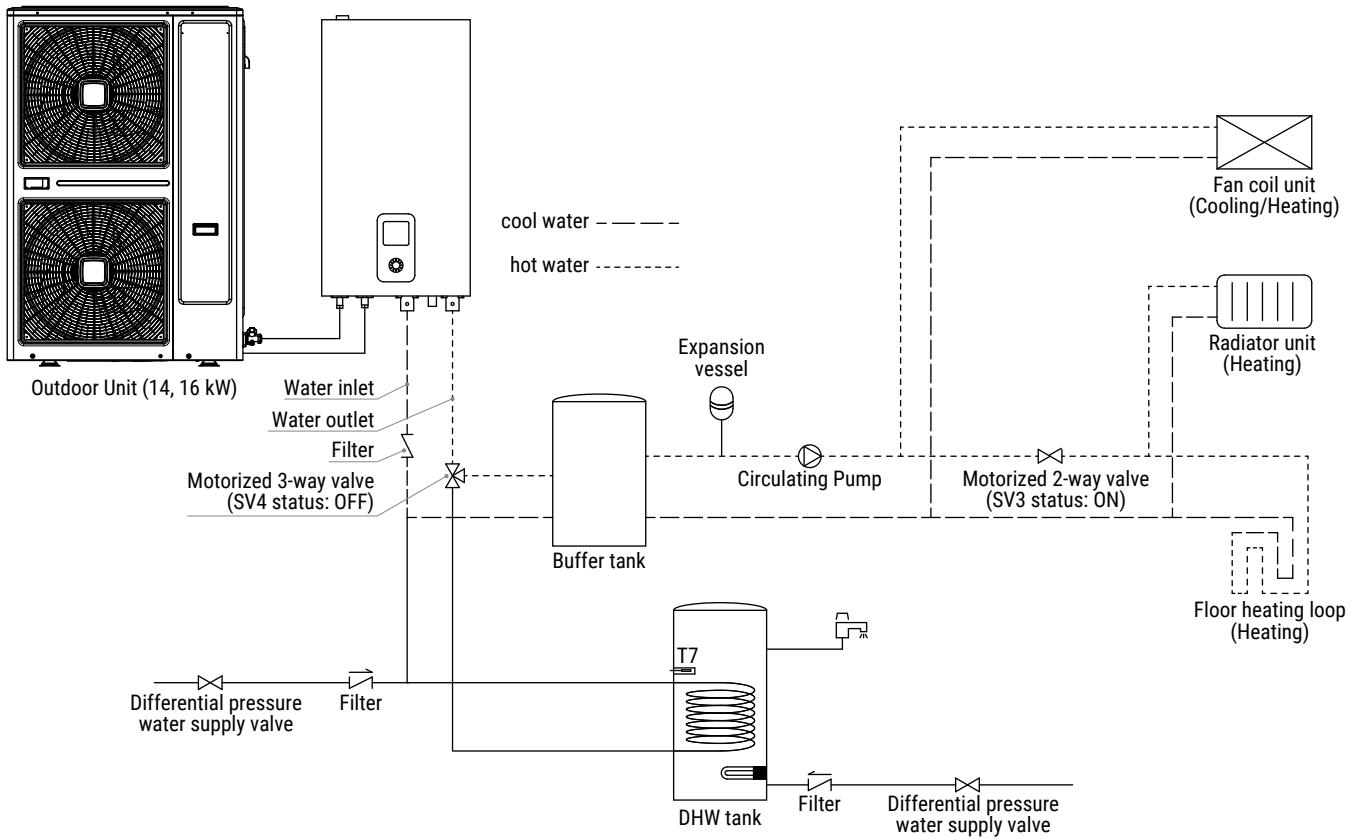 Fan coil unit
(Cooling/Heating)
cool water
hot water
Radiator unit
(Heating)
Expansion
vessel
Outdoor Unit (14, 16 kW)
Water inlet
Water outlet
Filter
Motorized 3-way valve
(SV4 status: OFF)
Circulating Pump
Motorized 2-way valve
(SV3 status: ON)
Buffer tank
Floor heating loop
(Heating)
T7
Differential pressure
water supply valve
Filter
DHW tank
Filter
Differential pressure
water supply valve